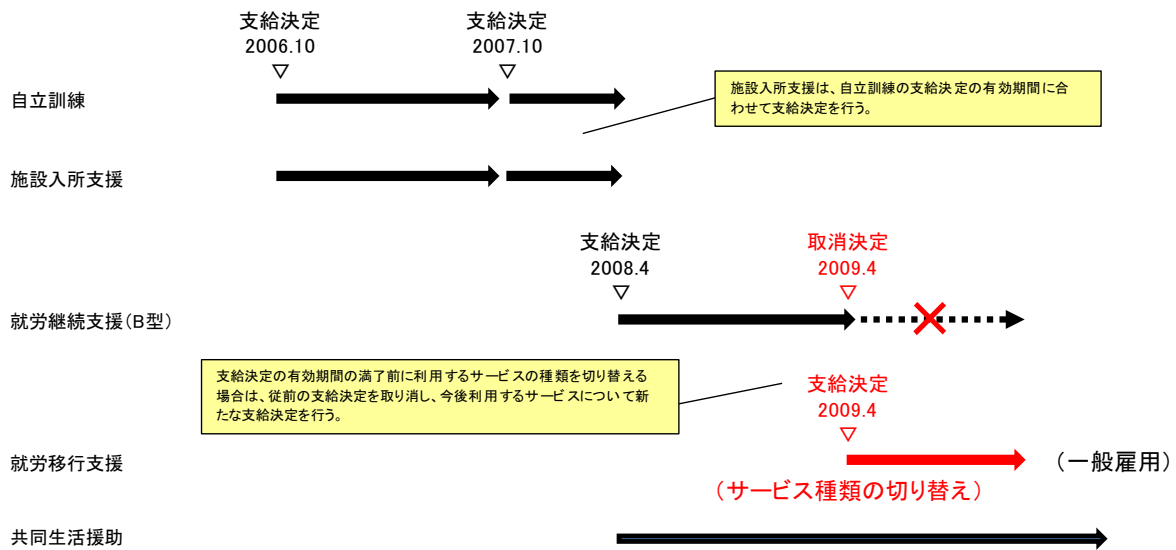 支給決定
2006.10
▽
支給決定
2007.10
▽
自立訓練
施設入所支援は、自立訓練の支給決定の有効期間に合
わせて支給決定を行う。
施設入所支援
支給決定
2008.4
▽
取消決定
2009.4
▽
就労継続支援(B型)
支給決定の有効期間の満了前に利用するサービスの種類を切り替える
場合は、従前の支給決定を取り消し、今後利用するサービスについて新
たな支給決定を行う。
支給決定
2009.4
▽
就労移行支援
(一般雇用)
(サービス種類の切り替え)
共同生活援助